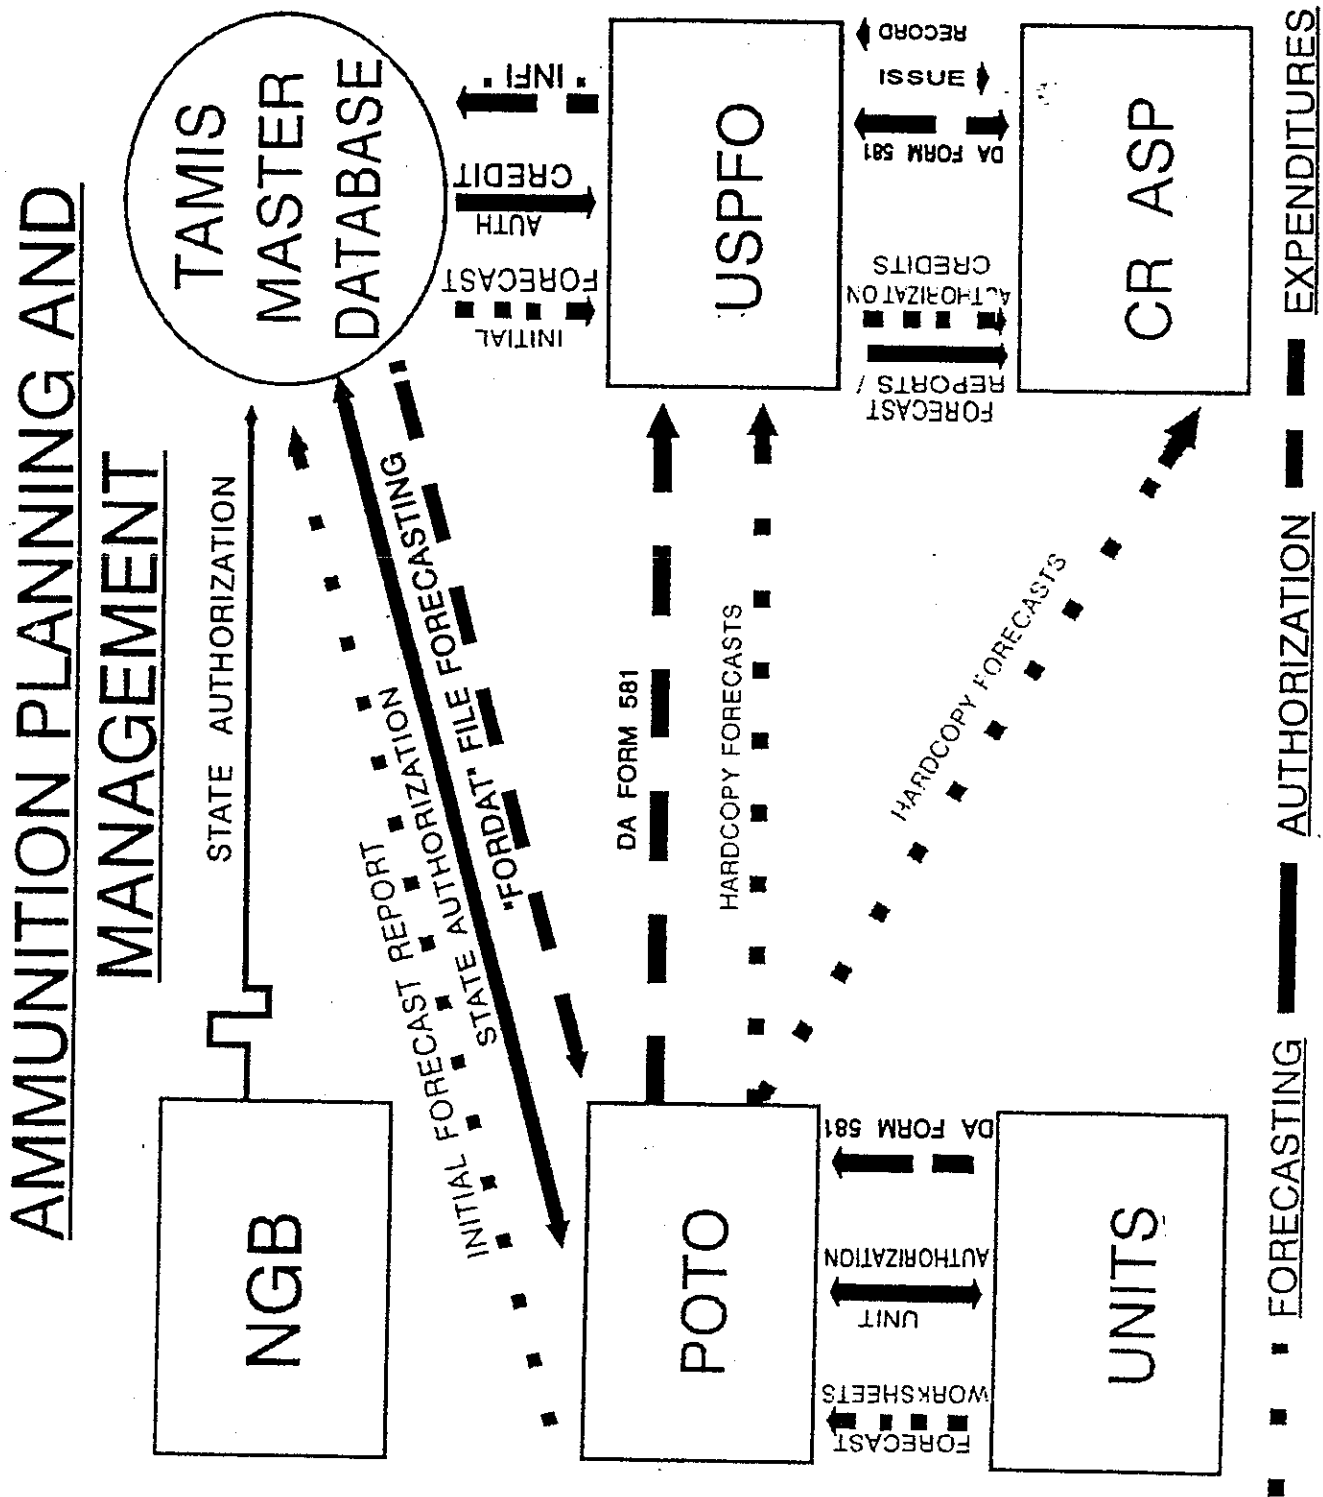 AMMUNITION PLANNING AND
MANAGEMENT
NGB
STATE AUTHORIZATION
TAMIS
MASTER
DATABASE
INITIAL FORECAST REPORT
STATE AUTHORIZATION
"FORDAT" FILE FORECASTING
INITIAL
FORECAST
AUTH
CREDIT
" INFI "
POTO
DA FORM 581
HARDCOPY FORECASTS
HARDCOPY FORECASTS
USPFO
FORECAST
WORKSHEETS
UNIT
AUTHORIZATION
DA FORM 581
FORECAST
REPORTS /
AUTHORIZATON
CREDITS
DA FORM 581
ISSUE
RECORD
UNITS
CR ASP
FORECASTING
AUTHORIZATION
EXPENDITURES